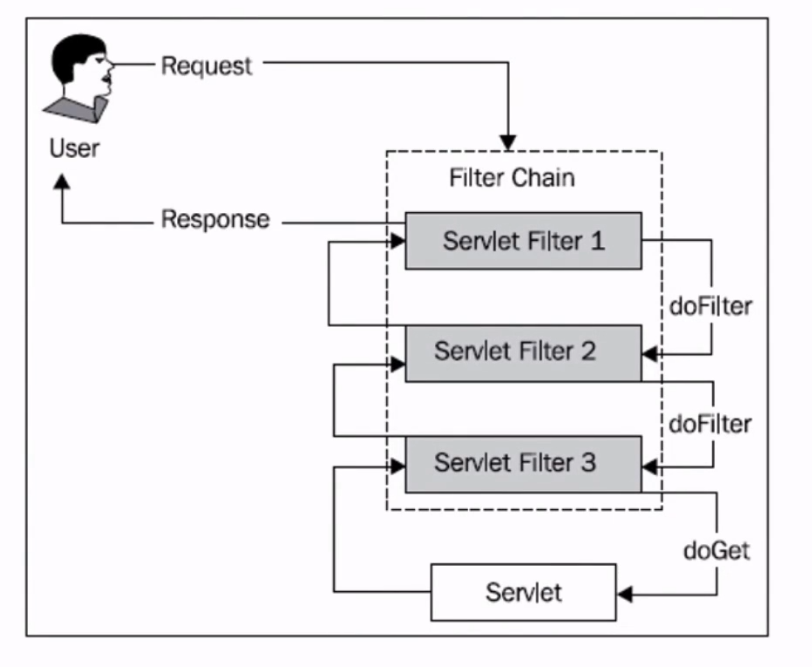 Request
User
Filter Chain
Response
Servlet Filter 1
doFilter
Servlet Filter 2
doFilter
Servlet Filter 3
doGet
Servlet